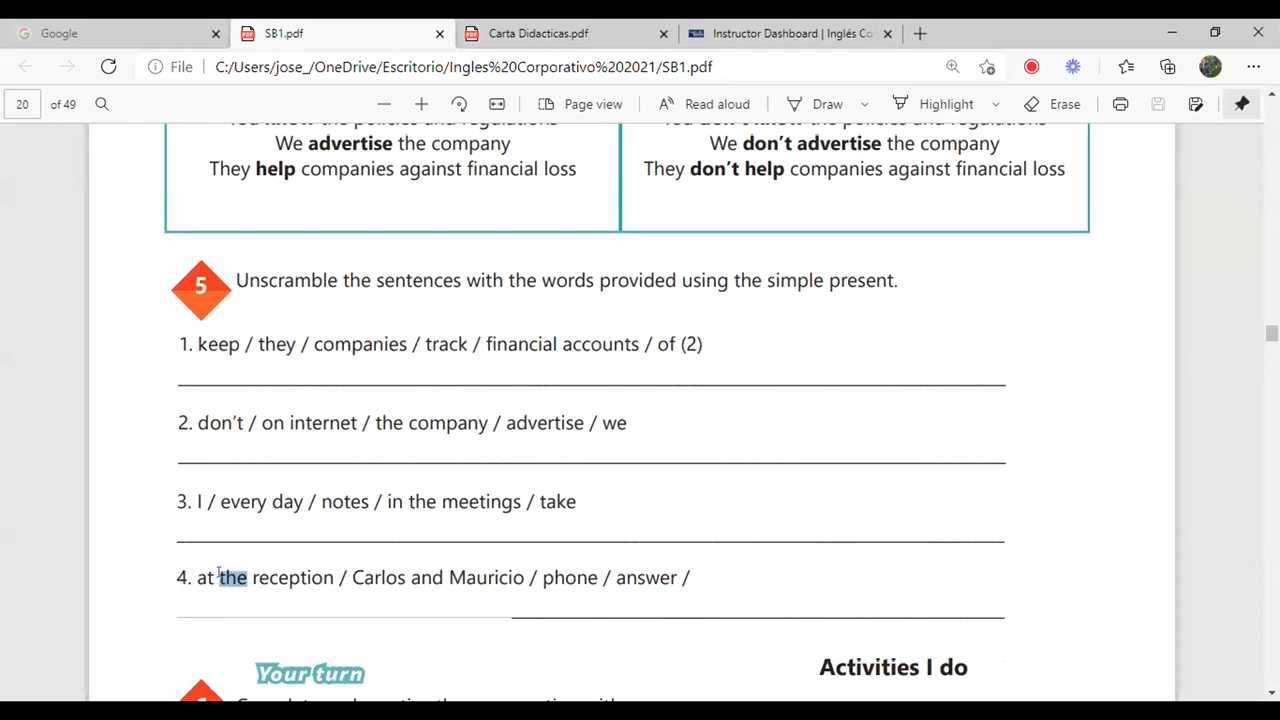 Google
SB1.pdf
Carta Didacticas.pdf
Instructor Dashboard | Inglés Co
File
C:/Users/jose_/OneDrive/Escritorio/Ingles%20Corporativo%202021/SB1.pdf
20 of 49
Page view
Read aloud
Draw
Highlight
Erase
We advertise the company
They help companies against financial loss
the policies and regulations
We don't advertise the company
They don't help companies against financial loss
5 Unscramble the sentences with the words provided using the simple present.
1. keep / they / companies / track / financial accounts / of (2)
2. don't / on internet / the company / advertise / we
3. I / every day / notes / in the meetings / take
4. at the reception / Carlos and Mauricio / phone / answer /
Your turn
Activities I do